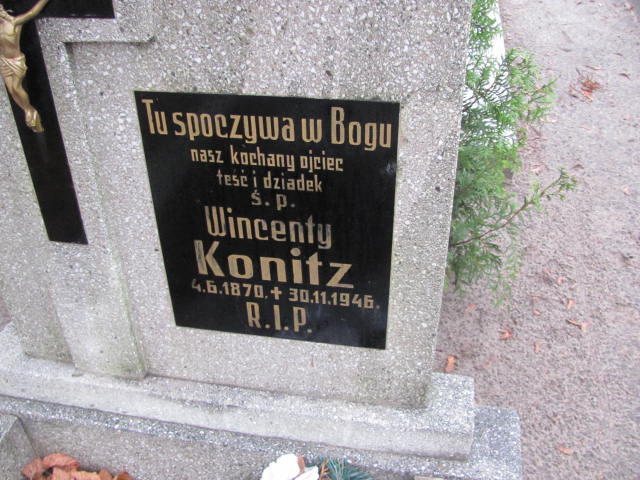 Tu spoczywa w Bogu
nasz kochany ojciec
teść i dziadek
ś. p.
Wincenty
Konitz
4.6.1870. + 30.11.1946.
R.I.P.